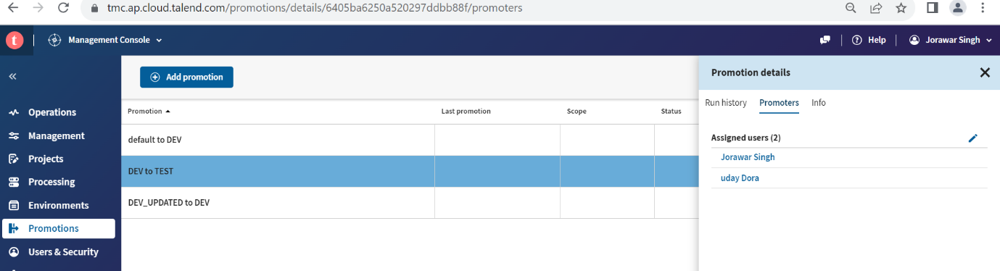 tmc.ap.cloud.talend.com/promotions/details/6405ba6250a520297ddbb88f/promoters
t
Management Console
Help
Jorawar Singh
Add promotion
Promotion details
Run history
Promoters
Info
Operations
Management
Projects
Processing
Environments
Promotions
Users & Security
Promotion
Last promotion
Scope
Status
default to DEV
DEV to TEST
DEV_UPDATED to DEV
Assigned users (2)
Jorawar Singh
uday Dora